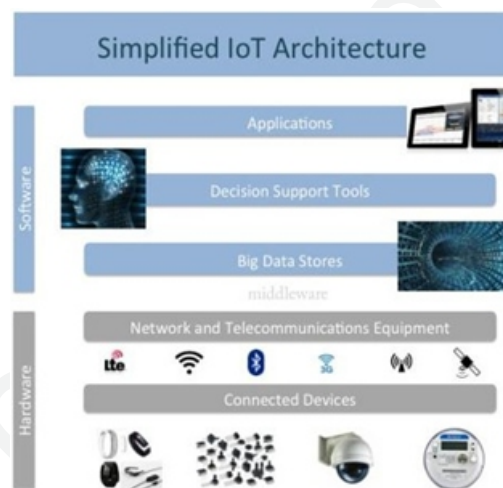 Simplified IoT Architecture
Software
Applications
Decision Support Tools
Big Data Stores
middleware
Hardware
Network and Telecommunications Equipment
Lte
3G
Connected Devices